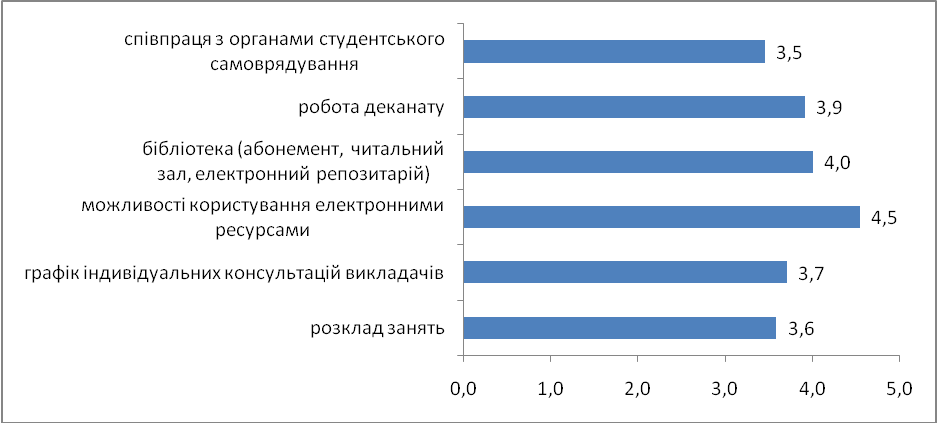 співпраця з органами студентського
самоврядування
3,5
робота деканату
3,9
бібліотека (абонемент, читальний
зал, електронний репозитарій)
4,0
можливості користування електронними
ресурсами
4,5
графік індивідуальних консультацій викладачів
3,7
розклад занять
3,6
0,0 1,0 2,0 3,0 4,0 5,0